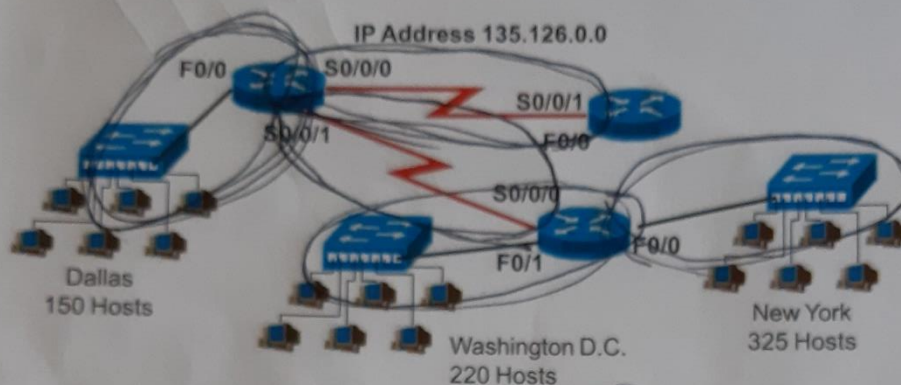 IP Address 135.126.0.0
F0/0
S0/0/0
S0/0/1
S0/0/1
F0/0
S0/0/0
F0/1
F0/0
Dallas
150 Hosts
Washington D.C.
220 Hosts
New York
325 Hosts